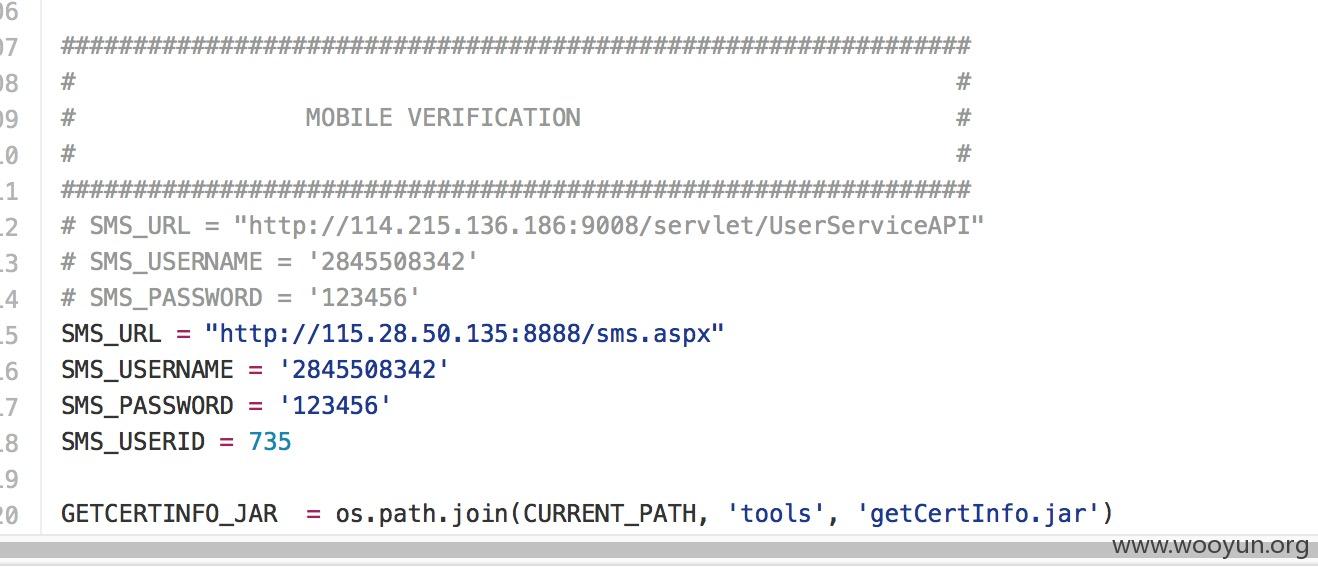 06
07 ###############################################################
08 # #
09 # MOBILE VERIFICATION #
10 # #
11 ###############################################################
12 # SMS_URL = "http://114.215.136.186:9008/servlet/UserServiceAPI"
13 # SMS_USERNAME = '2845508342'
14 # SMS_PASSWORD = '123456'
15 SMS_URL = "http://115.28.50.135:8888/sms.aspx"
16 SMS_USERNAME = '2845508342'
17 SMS_PASSWORD = '123456'
18 SMS_USERID = 735
19
20 GETCERTINFO_JAR  = os.path.join(CURRENT_PATH, 'tools', 'getCertInfo.jar')
www.wooyun.org